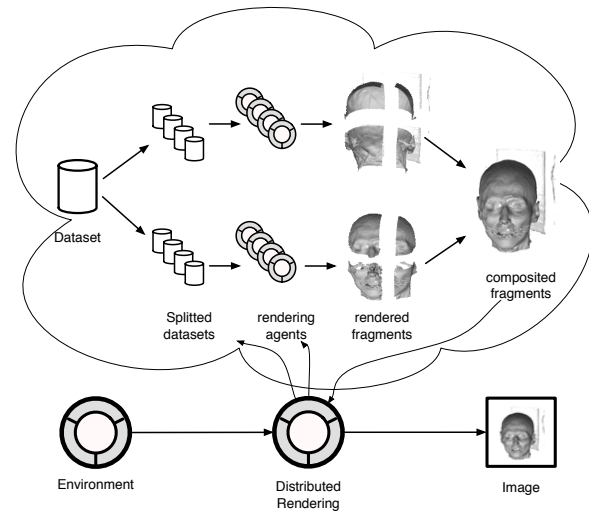 Dataset
Splitted
datasets
rendering
agents
rendered
fragments
composited
fragments
Environment
Distributed
Rendering
Image